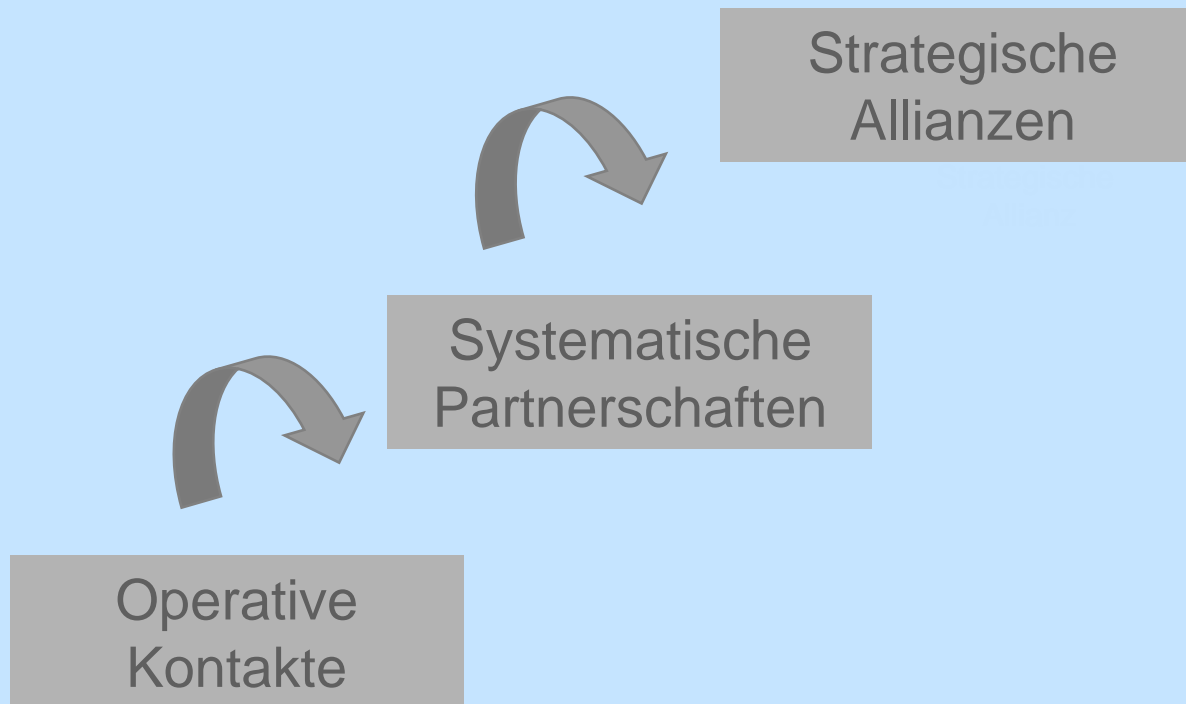 Strategische
Allianzen
Systematische
Partnerschaften
Operative
Kontakte